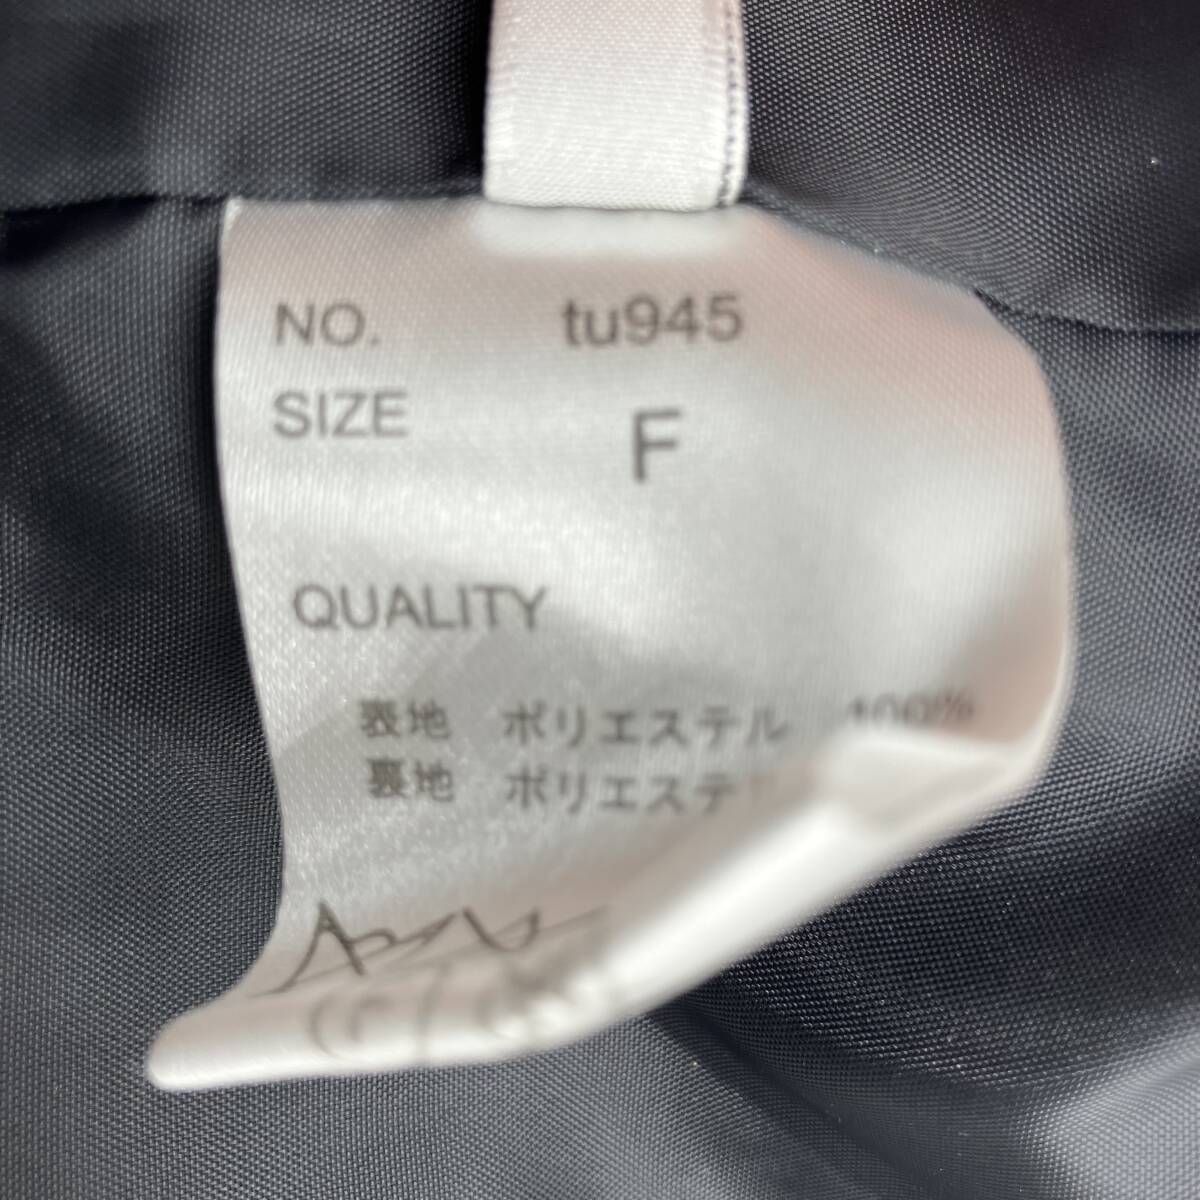 NO. tu945
SIZE F
QUALITY
表地 ポリエステル 100%
裏地 ポリエステ